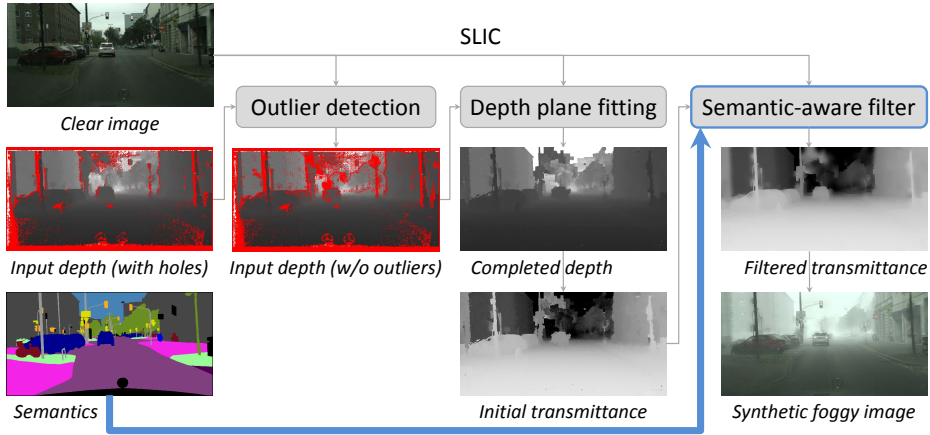 SLIC
Outlier detection
Depth plane fitting
Semantic-aware filter
Clear image
Input depth (with holes)
Input depth (w/o outliers)
Completed depth
Filtered transmittance
Semantics
Initial transmittance
Synthetic foggy image